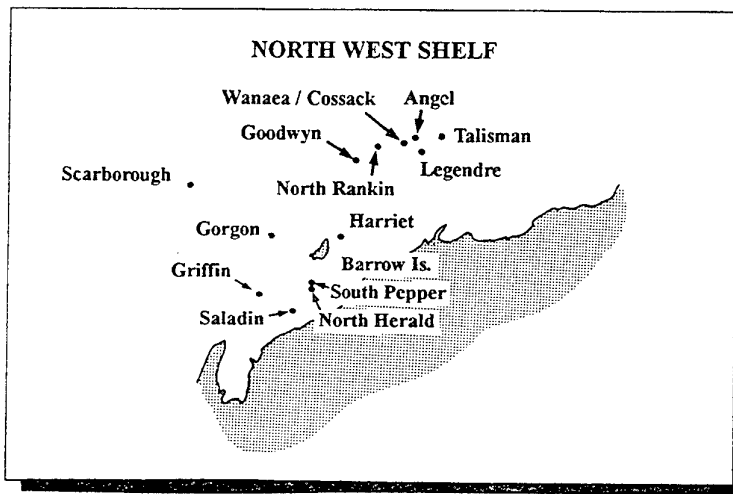 NORTH WEST SHELF
Wanaea / Cossack
Angel
Goodwyn
Talisman
Legendre
Scarborough
North Rankin
Gorgon
Harriet
Barrow Is.
Griffin
South Pepper
Saladin
North Herald